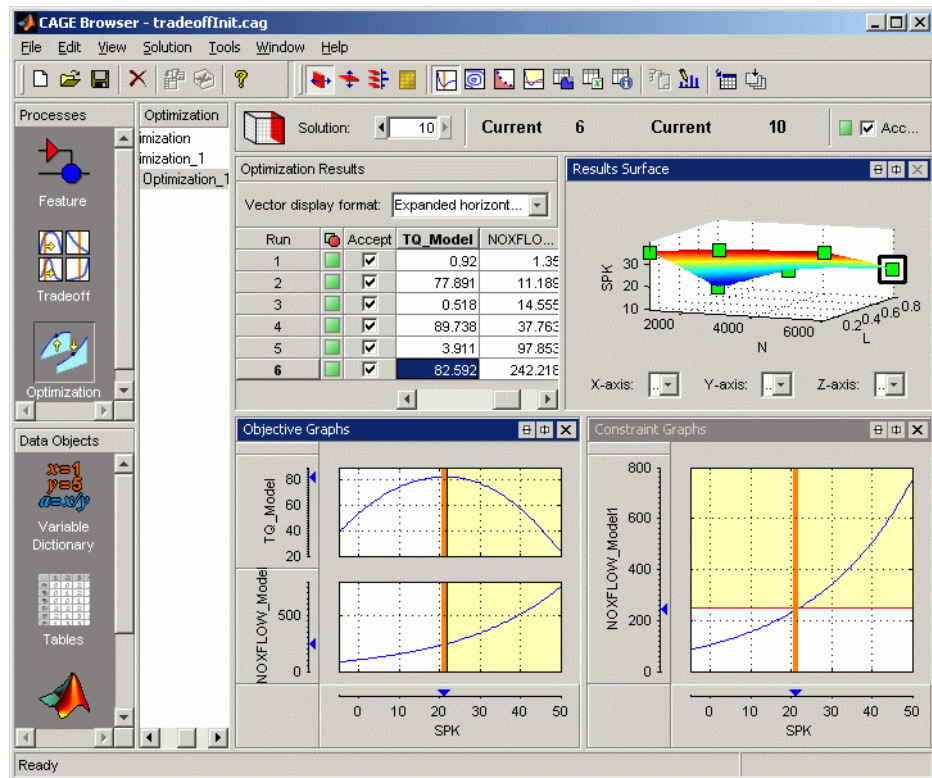 CAGE Browser - tradeoffInit.cag
File Edit View Solution Tools Window Help
Processes
Feature
Tradeoff
Optimization
Data Objects
x=1
y=5
a=x/y
Variable
Dictionary
Tables
Optimization
imization
imization_1
Optimization_1
Solution: 10 Current 6 Current 10 Acc...
Optimization Results
Vector display format: Expanded horizont...
Run Accept TQ_Model NOXFLO...
1 0.92 1.35
2 77.891 11.189
3 0.518 14.555
4 89.738 37.763
5 3.911 97.853
6 82.592 242.218
Results Surface
SPK
30
20
10
2000 4000 6000
N
0.2 0.4 0.6 0.8
L
X-axis: .. Y-axis: .. Z-axis: ..
Objective Graphs
TQ_Model
80
60
40
20
NOXFLOW_Model
500
0
0 10 20 30 40 50
SPK
Constraint Graphs
NOXFLOW_Model1
800
600
400
200
0
0 10 20 30 40 50
SPK
Ready